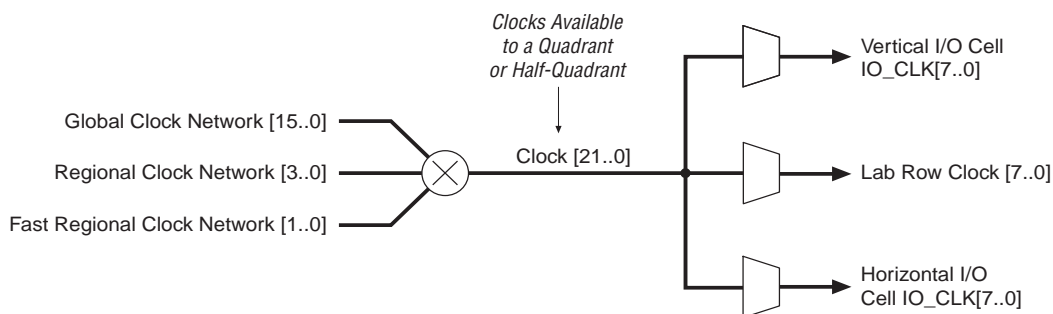 Clocks Available
to a Quadrant
or Half-Quadrant
Vertical I/O Cell
IO_CLK[7..0]
Global Clock Network [15..0]
Clock [21..0]
Regional Clock Network [3..0]
Lab Row Clock [7..0]
Fast Regional Clock Network [1..0]
Horizontal I/O
Cell IO_CLK[7..0]